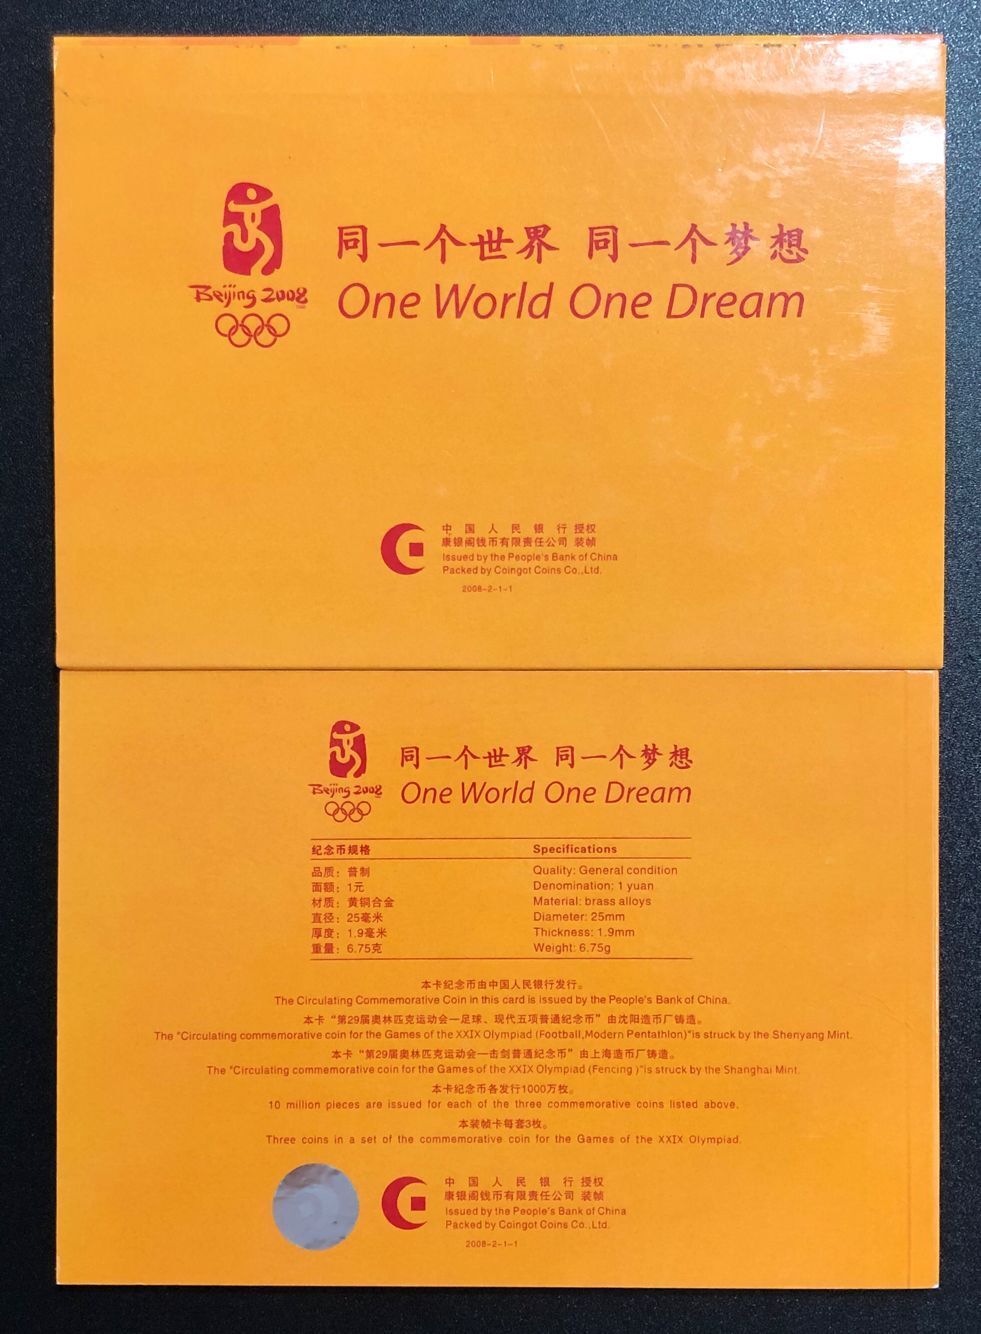 Beijing 2008
同一个世界 同一个梦想
One World One Dream
中国人民银行授权
康银阁钱币有限责任公司 装帧
Issued by the People's Bank of China
Packed by Coingot Coins Co.,Ltd.
2008-2-1-1
Beijing 2008
同一个世界 同一个梦想
One World One Dream
纪念币规格 Specifications
品质：普制 Quality: General condition
面额：1元 Denomination; 1 yuan
材质：黄铜合金 Material: brass alloys
直径：25毫米 Diameter: 25mm
厚度：1.9毫米 Thickness: 1.9mm
重量：6.75克 Weight: 6.75g
本卡纪念币由中国人民银行发行。
The Circulating Commemorative Coin in this card is issued by the People's Bank of China.
本卡“第29届奥林匹克运动会—足球、现代五项普通纪念币”由沈阳造币厂铸造。
The "Circulating commemorative coin for the Games of the XXIX Olympiad (Football,Modern Pentathlon)"is struck by the Shenyang Mint.
本卡“第29届奥林匹克运动会—击剑普通纪念币”由上海造币厂铸造。
The "Circulating commemorative coin for the Games of the XXIX Olympiad (Fencing )"is struck by the Shanghai Mint.
本卡纪念币各发行1000万枚。
10 million pieces are issued for each of the three commemorative coins listed above.
本装帧卡每套3枚。
Three coins in a set of the commemorative coin for the Games of the XXIX Olympiad.
中国人民银行授权
康银阁钱币有限责任公司 装帧
Issued by the People's Bank of China
Packed by Coingot Coins Co.,Ltd.
2008-2-1-1